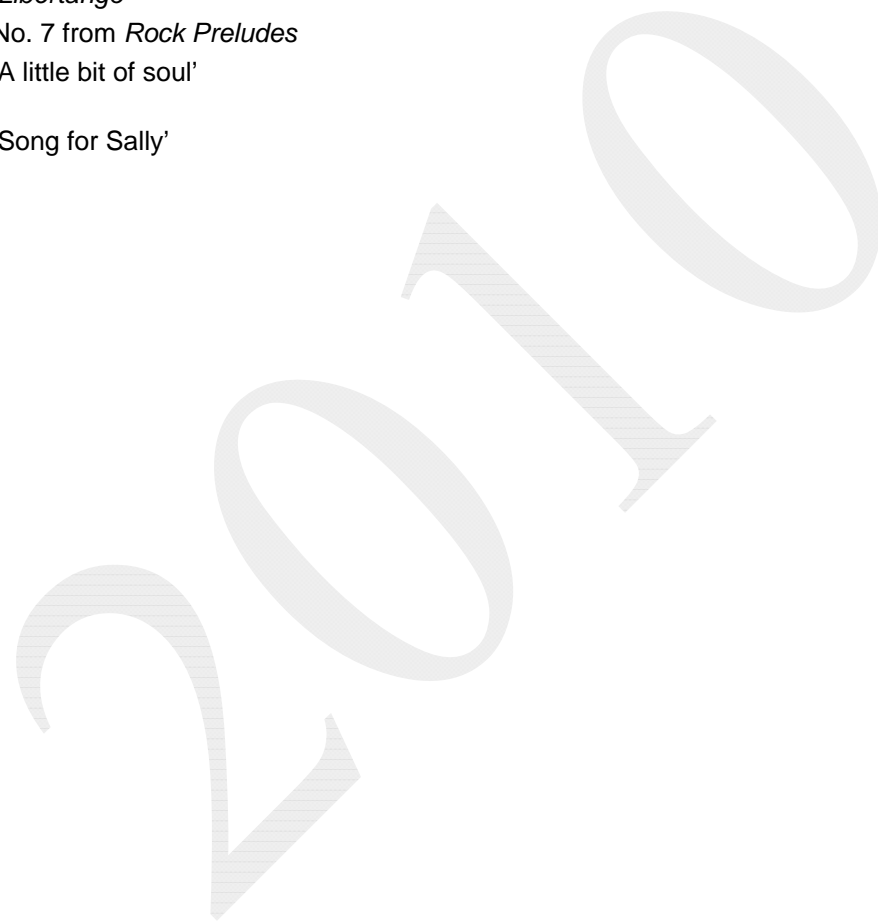 Libertango
No. 7 from Rock Preludes
A little bit of soul'
Song for Sally'
2010